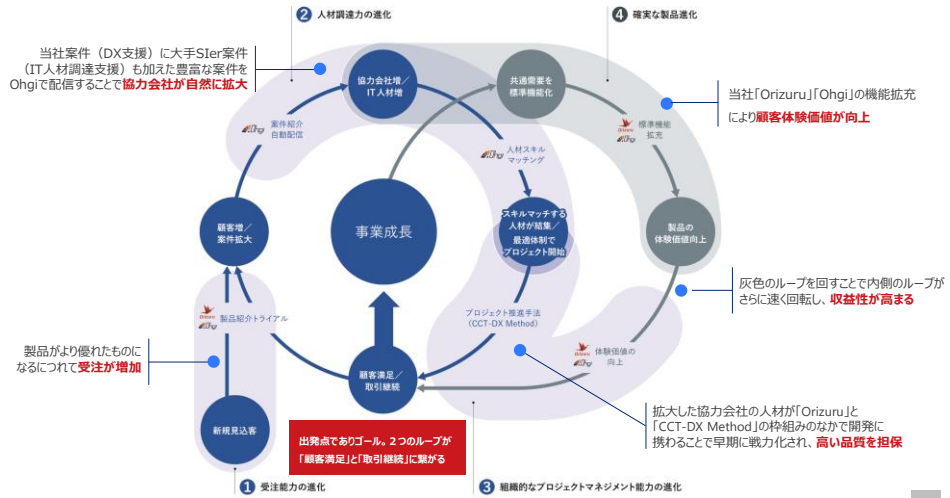 2 人材調達力の進化
4 確実な製品進化
当社案件（DX支援）に大手SIer案件
（IT人材調達支援）も加えた豊富な案件を
Ohgiで配信することで協力会社が自然に拡大
協力会社増／
IT人材増
共通需要を
標準機能化
当社「Orizuru」「Ohgi」の機能拡充
により顧客体験価値が向上
Ohgi
案件紹介
自動配信
Orizuru
Ohgi
標準機能
拡充
Ohgi
人材スキル
マッチング
顧客増／
案件拡大
事業成長
スキルマッチする
人材が結集／
最適体制で
プロジェクト開始
製品の
体験価値向上
灰色のループを回すことで内側のループが
さらに速く回転し、収益性が高まる
Orizuru
Ohgi
製品紹介トライアル
プロジェクト推進手法
（CCT-DX Method）
製品がより優れたものに
なるにつれて受注が増加
Orizuru
Ohgi
体験価値の
向上
顧客満足／
取引継続
新規見込客
出発点でありゴール。２つのループが
「顧客満足」と「取引継続」に繋がる
拡大した協力会社の人材が「Orizuru」と
「CCT-DX Method」の枠組みのなかで開発に
携わることで早期に戦力化され、高い品質を担保
1 受注能力の進化
3 組織的なプロジェクトマネジメント能力の進化